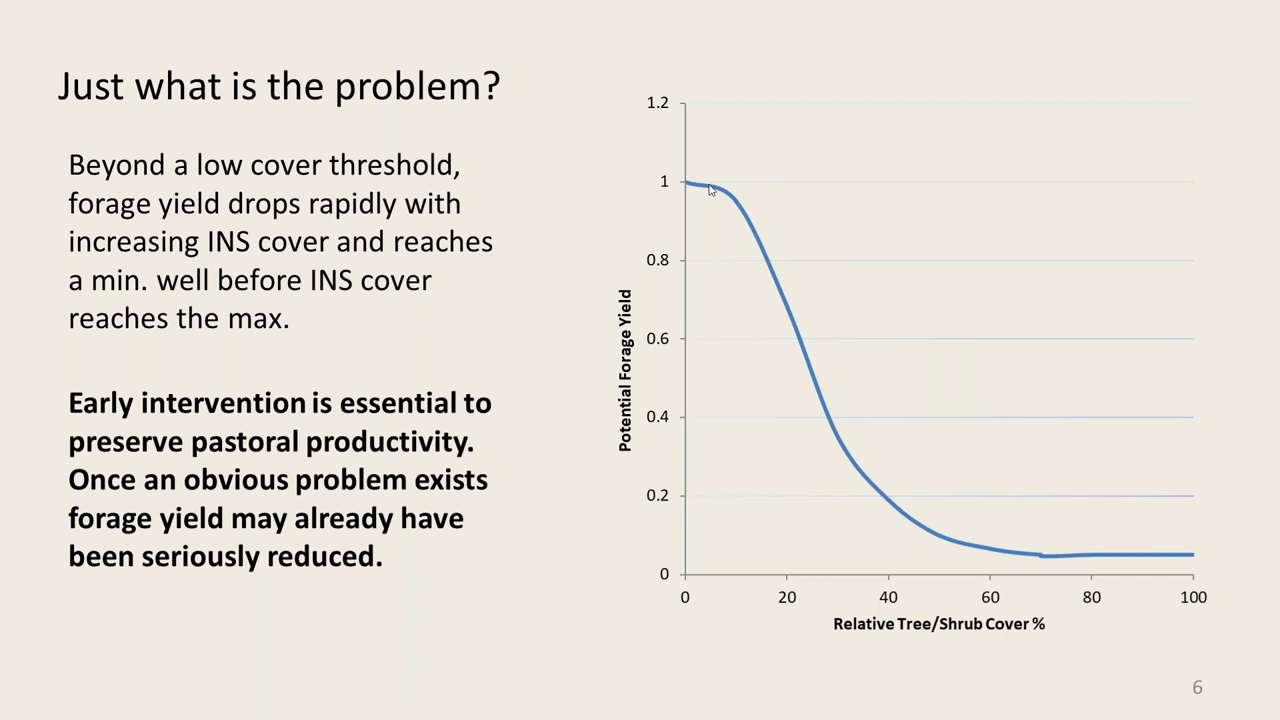 Just what is the problem?
Beyond a low cover threshold,
forage yield drops rapidly with
increasing INS cover and reaches
a min. well before INS cover
reaches the max.
Early intervention is essential to
preserve pastoral productivity.
Once an obvious problem exists
forage yield may already have
been seriously reduced.
Potential Forage Yield
1.2
1
0.8
0.6
0.4
0.2
0
0 20 40 60 80 100
Relative Tree/Shrub Cover %
6